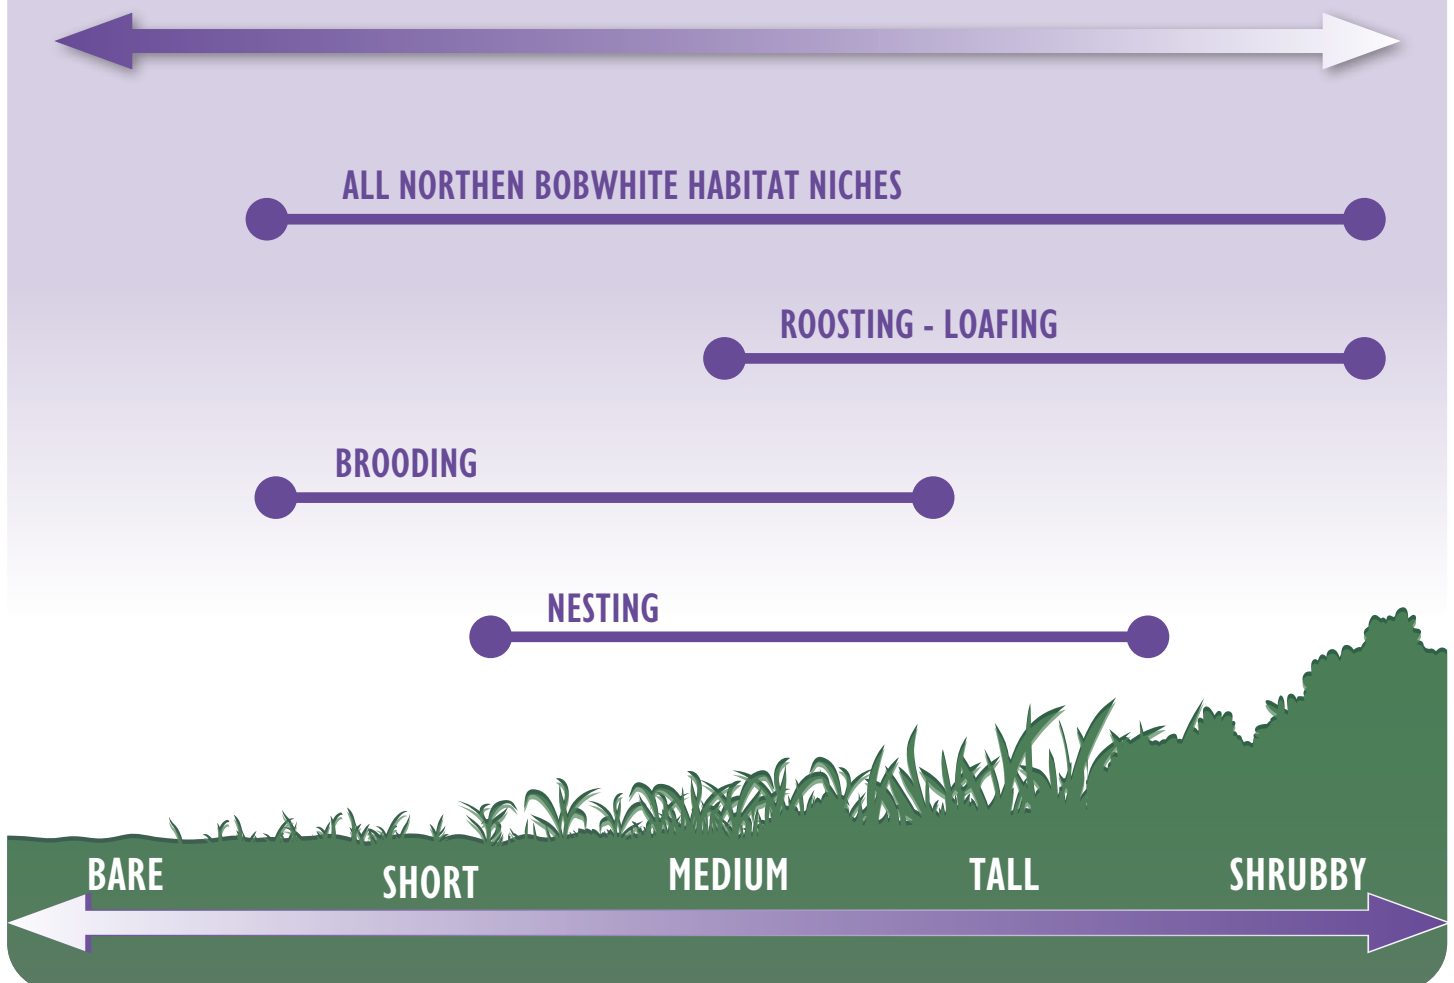 ALL NORTHEN BOBWHITE HABITAT NICHES
ROOSTING - LOAFING
BROODING
NESTING
BARE
SHORT
MEDIUM
TALL
SHRUBBY